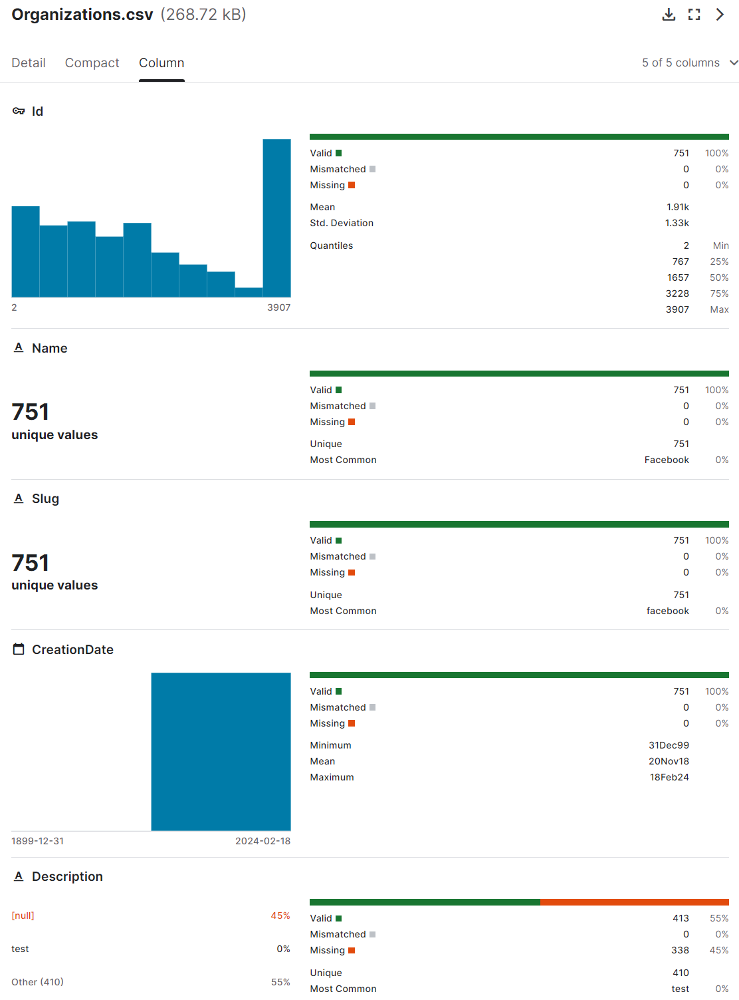 Organizations.csv (268.72 kB)
Detail Compact Column 5 of 5 columns
Id
Valid 751 100%
Mismatched 0 0%
Missing 0 0%
Mean 1.91k
Std. Deviation 1.33k
Quantiles 2 Min
767 25%
1657 50%
3228 75%
3907 Max
2 3907
Name
751
unique values
Valid 751 100%
Mismatched 0 0%
Missing 0 0%
Unique 751
Most Common Facebook 0%
Slug
751
unique values
Valid 751 100%
Mismatched 0 0%
Missing 0 0%
Unique 751
Most Common facebook 0%
CreationDate
Valid 751 100%
Mismatched 0 0%
Missing 0 0%
Minimum 31Dec99
Mean 20Nov18
Maximum 18Feb24
1899-12-31 2024-02-18
Description
[null] 45%
test 0%
Other (410) 55%
Valid 413 55%
Mismatched 0 0%
Missing 338 45%
Unique 410
Most Common test 0%